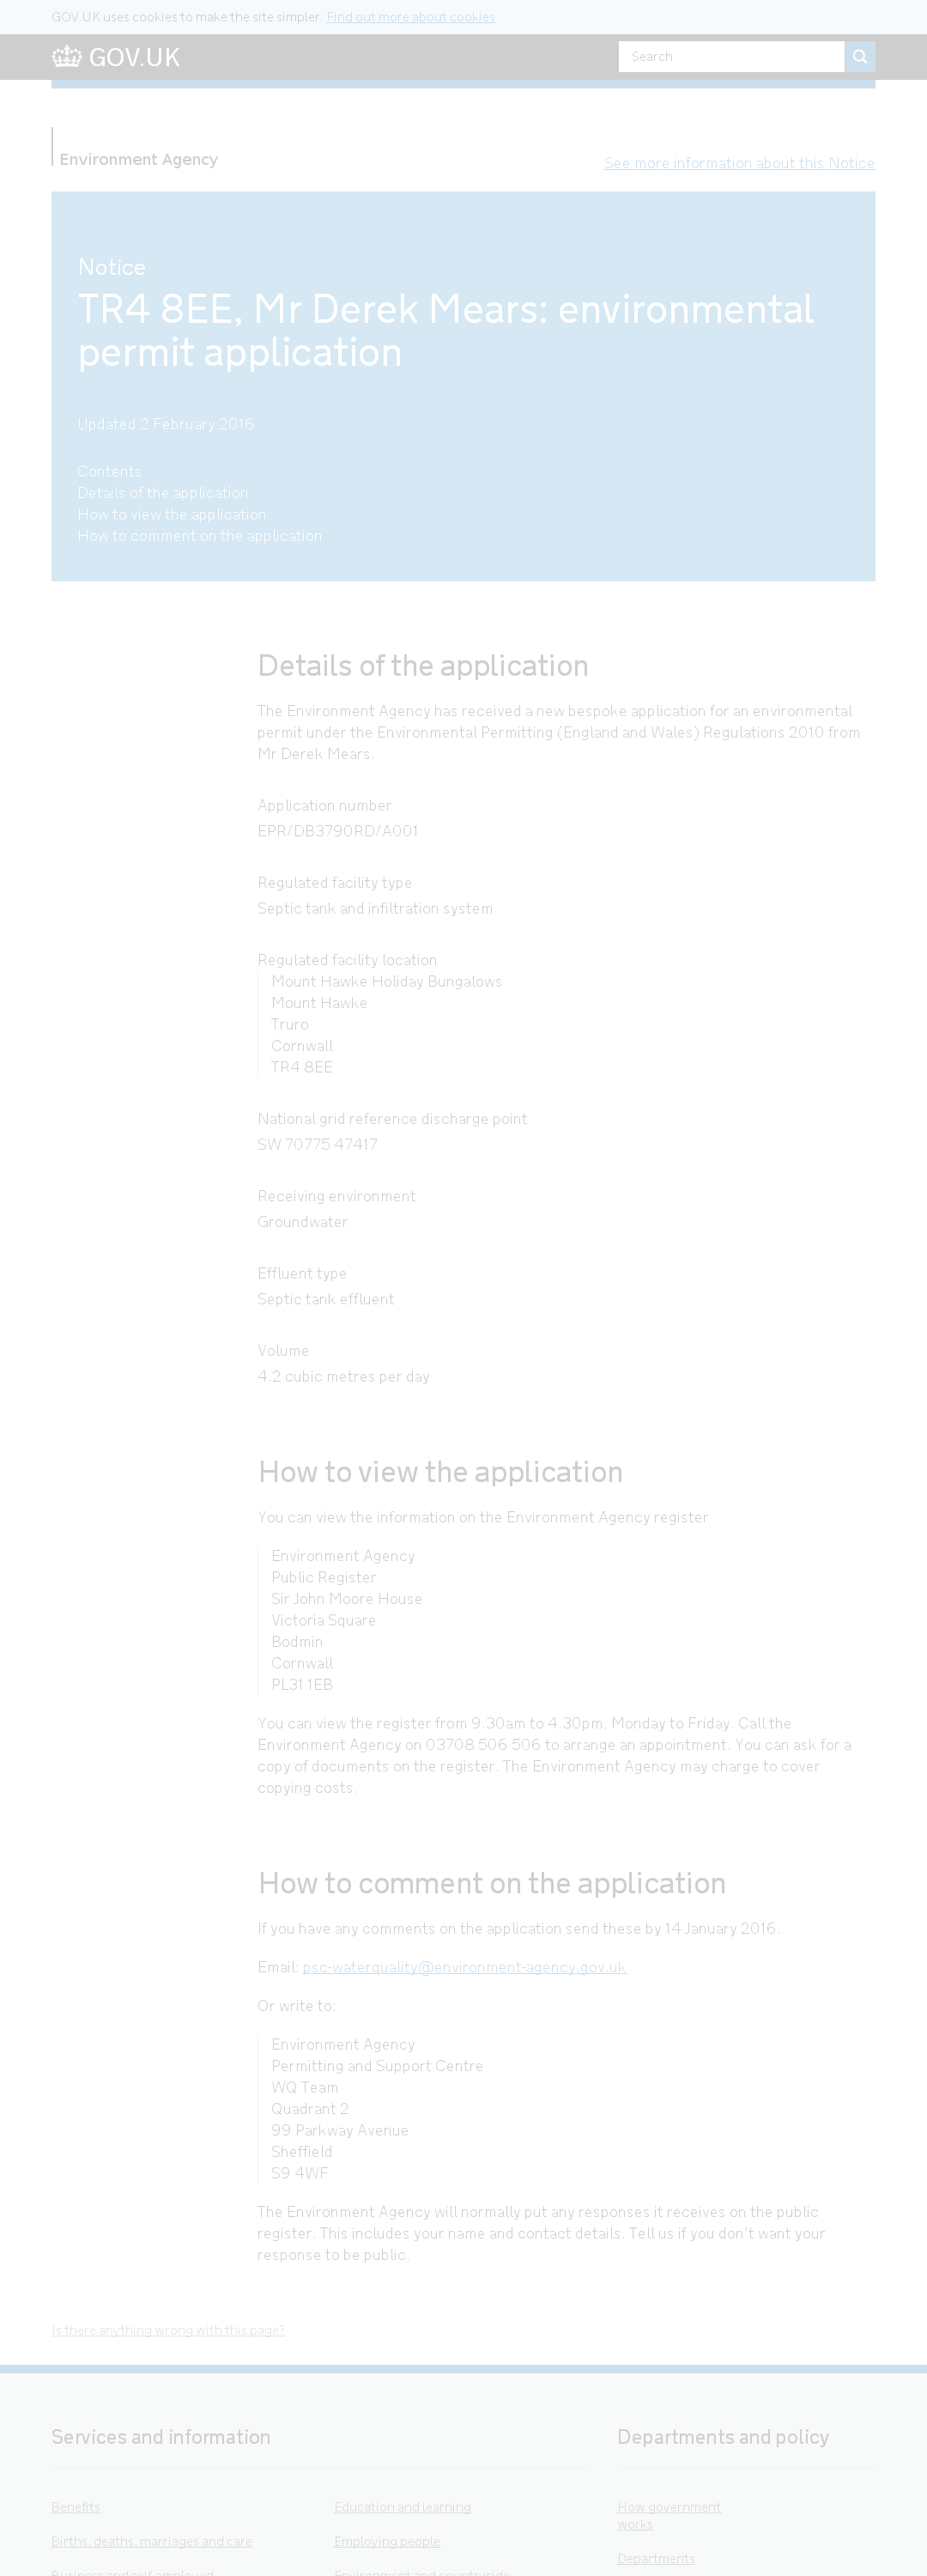 GOV.UK uses cookies to make the site simpler. Find out more about cookies
GOV.UK
Search
Environment Agency
See more information about this Notice
Notice
TR4 8EE, Mr Derek Mears: environmental
permit application
Updated 2 February 2016
Contents
Details of the application
How to view the application
How to comment on the application
Details of the application
The Environment Agency has received a new bespoke application for an environmental
permit under the Environmental Permitting (England and Wales) Regulations 2010 from
Mr Derek Mears.
Application number
EPR/DB3790RD/A001
Regulated facility type
Septic tank and infiltration system
Regulated facility location
Mount Hawke Holiday Bungalows
Mount Hawke
Truro
Cornwall
TR4 8EE
National grid reference discharge point
SW 70775 47417
Receiving environment
Groundwater
Effluent type
Septic tank effluent
Volume
4.2 cubic metres per day
How to view the application
You can view the information on the Environment Agency register
Environment Agency
Public Register
Sir John Moore House
Victoria Square
Bodmin
Cornwall
PL31 1EB
You can view the register from 9.30am to 4.30pm, Monday to Friday. Call the
Environment Agency on 03708 506 506 to arrange an appointment. You can ask for a
copy of documents on the register. The Environment Agency may charge to cover
copying costs.
How to comment on the application
If you have any comments on the application send these by 14 January 2016.
Email: psc-waterquality@environment-agency.gov.uk
Or write to:
Environment Agency
Permitting and Support Centre
WQ Team
Quadrant 2
99 Parkway Avenue
Sheffield
S9 4WF
The Environment Agency will normally put any responses it receives on the public
register. This includes your name and contact details. Tell us if you don't want your
response to be public.
Is there anything wrong with this page?
Services and information
Departments and policy
Benefits
Education and learning
How government
works
Births, deaths, marriages and care
Employing people
Departments
Business and self-employed
Environment and countryside